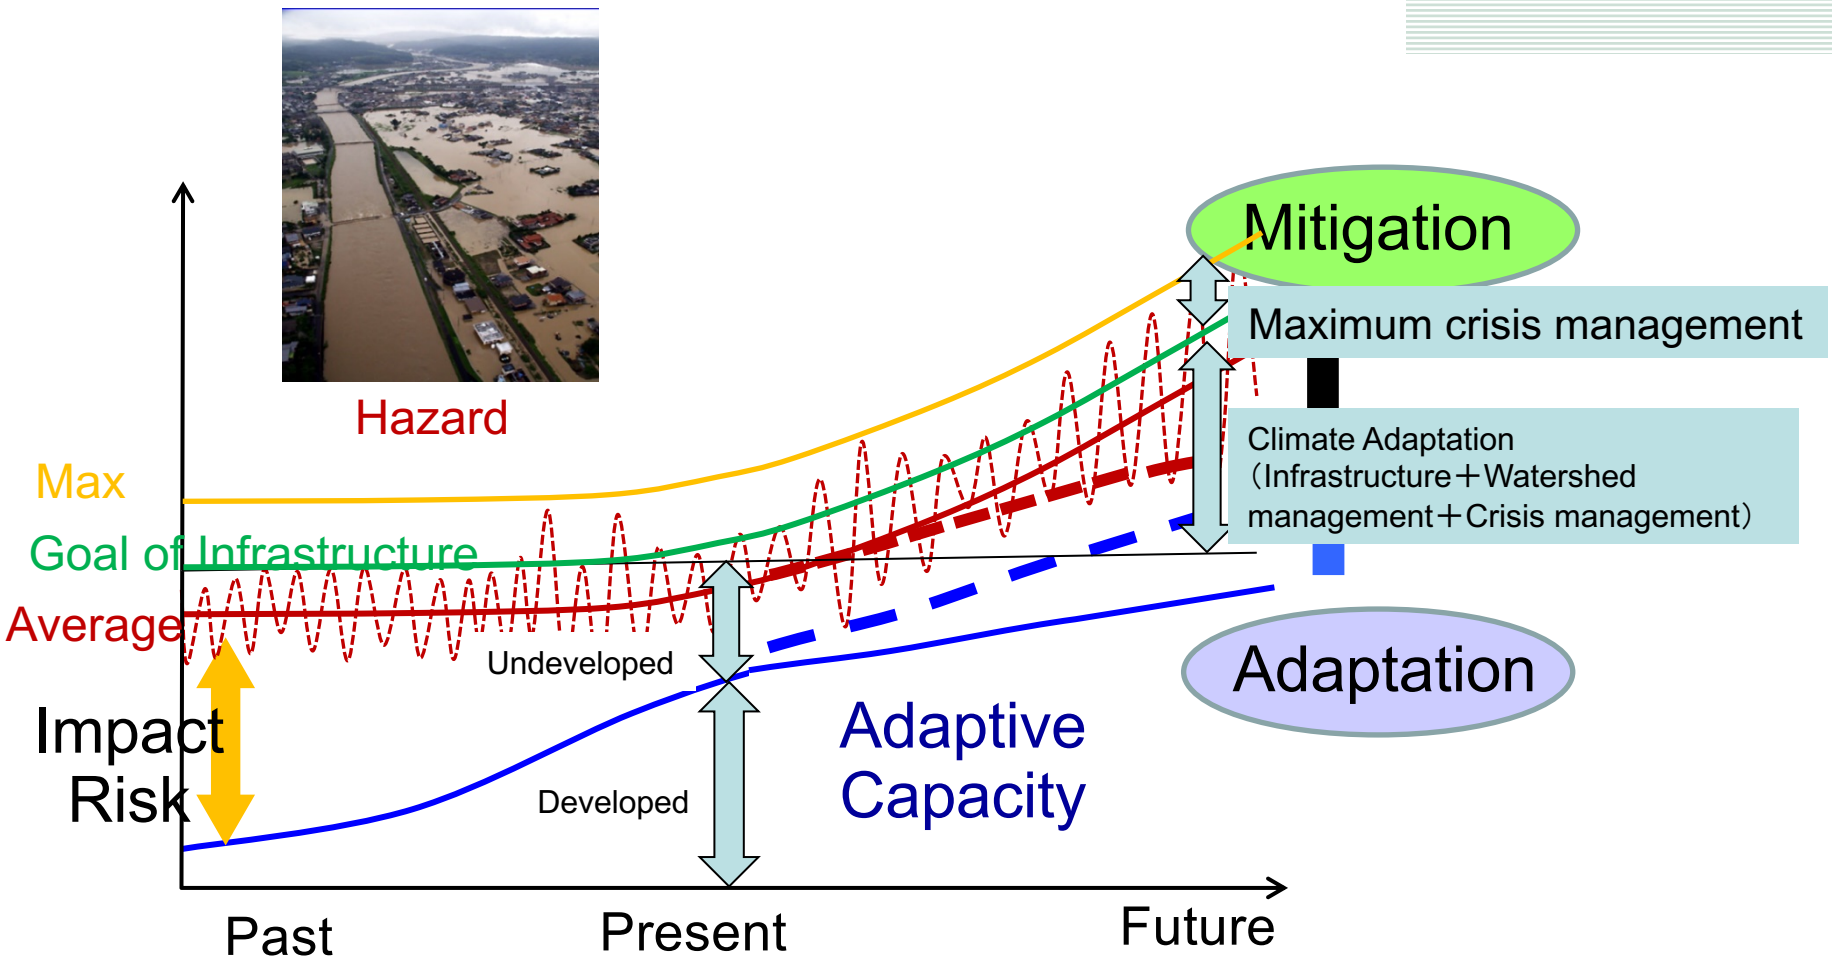 Hazard
Mitigation
Maximum crisis management
Climate Adaptation
（Infrastructure＋Watershed
management＋Crisis management）
Max
Goal of Infrastructure
Average
Undeveloped
Adaptation
Impact
Risk
Adaptive
Capacity
Developed
Past
Present
Future